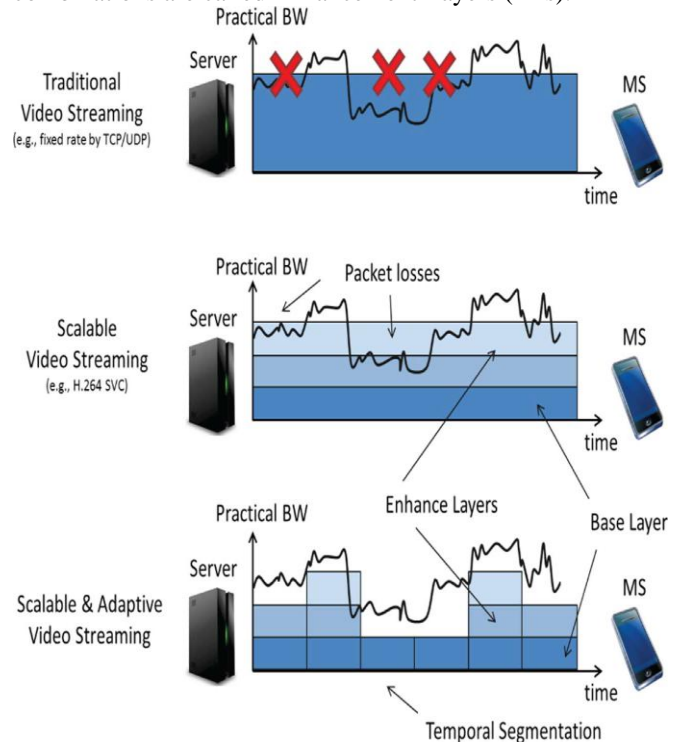 Practical BW
Server
MS
Traditional
Video Streaming
(e.g., fixed rate by TCP/UDP)
time
Practical BW
Packet losses
Server
MS
Scalable
Video Streaming
(e.g., H.264 SVC)
time
Enhance Layers
Base Layer
Practical BW
Server
MS
Scalable & Adaptive
Video Streaming
time
Temporal Segmentation